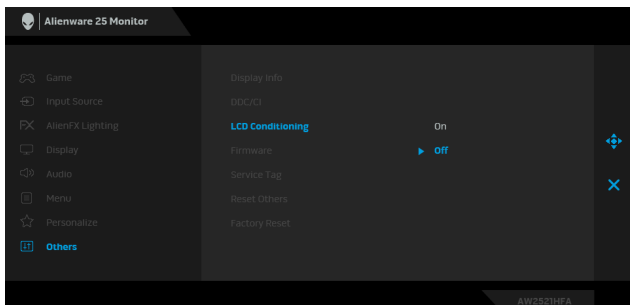 Alienware 25 Monitor
Game
Input Source
AlienFX Lighting
Display
Audio
Menu
Personalize
Others
Display Info
DDC/CI
LCD Conditioning On
Firmware Off
Service Tag
Reset Others
Factory Reset
AW2521HFA